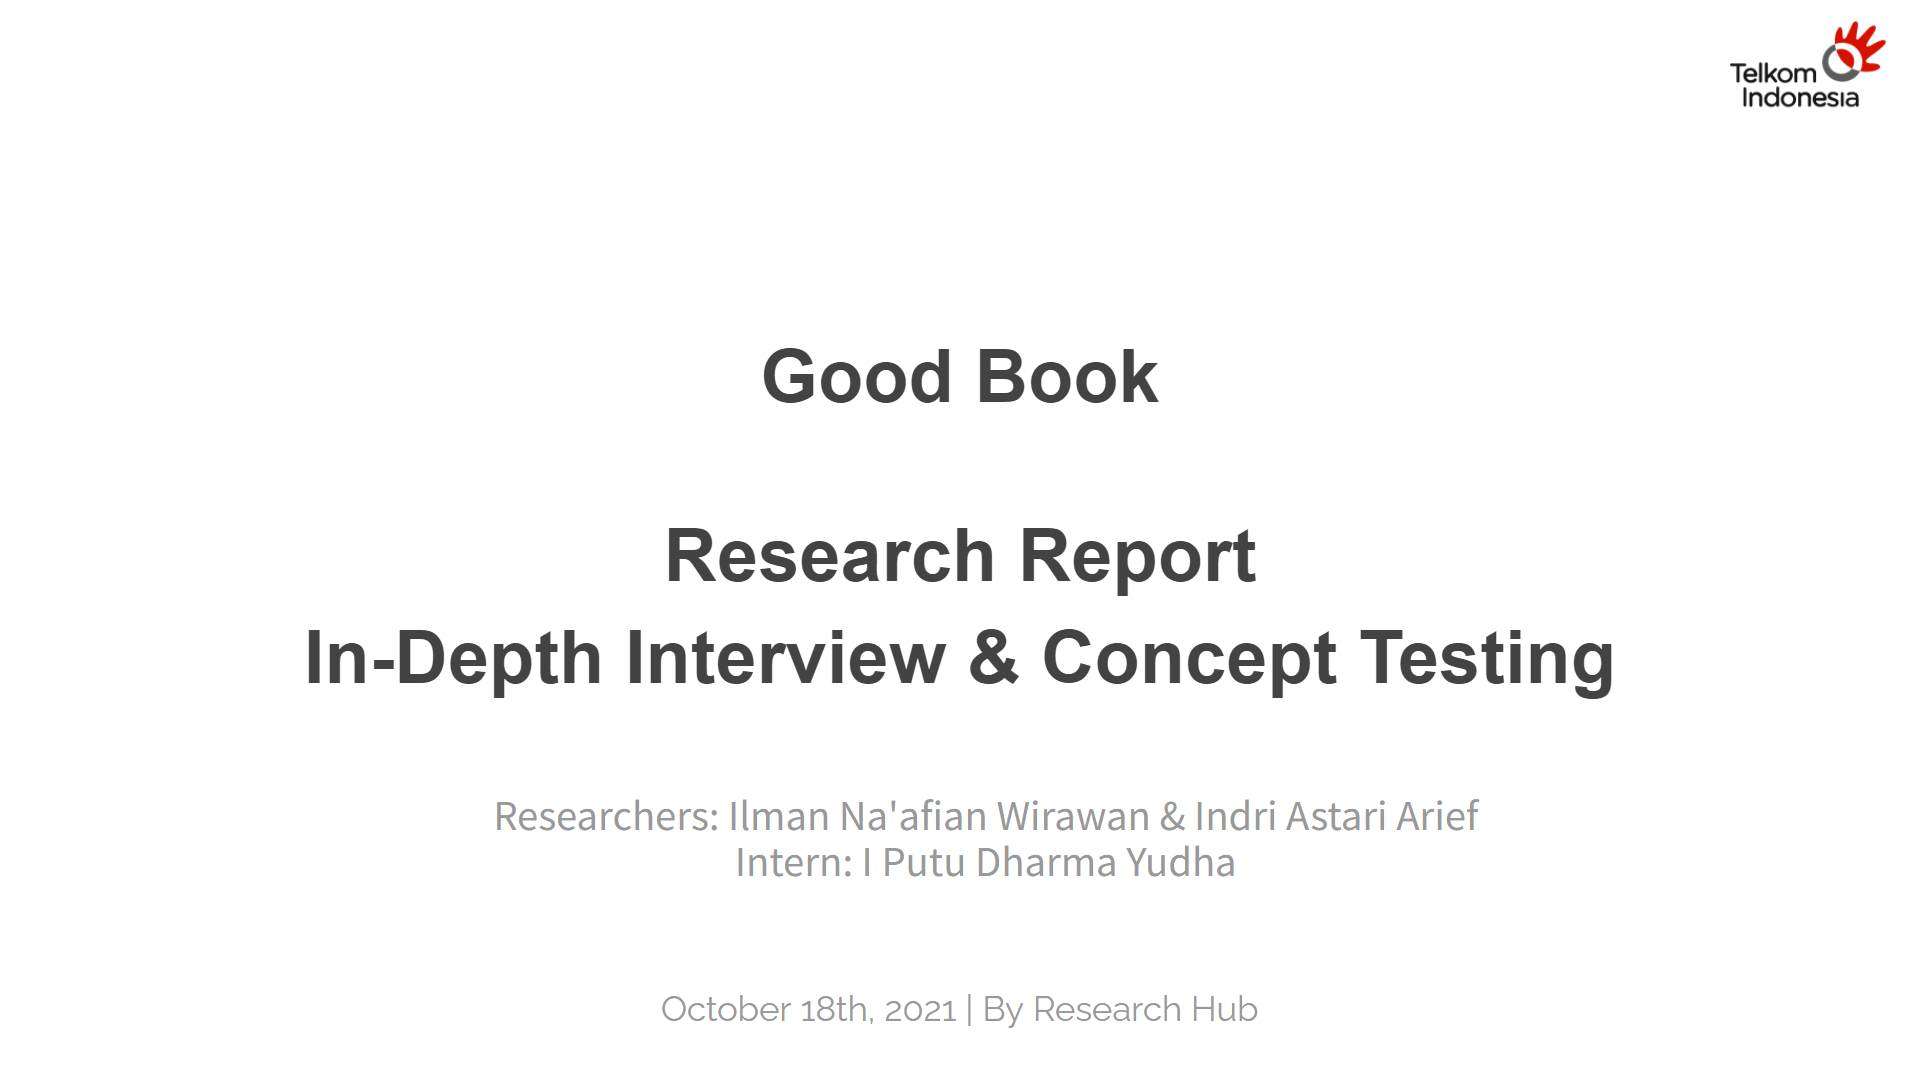 Telkom
Indonesia
Good Book
Research Report
In-Depth Interview & Concept Testing
Researchers: Ilman Na'afian Wirawan & Indri Astari Arief
Intern: I Putu Dharma Yudha
October 18th, 2021 | By Research Hub